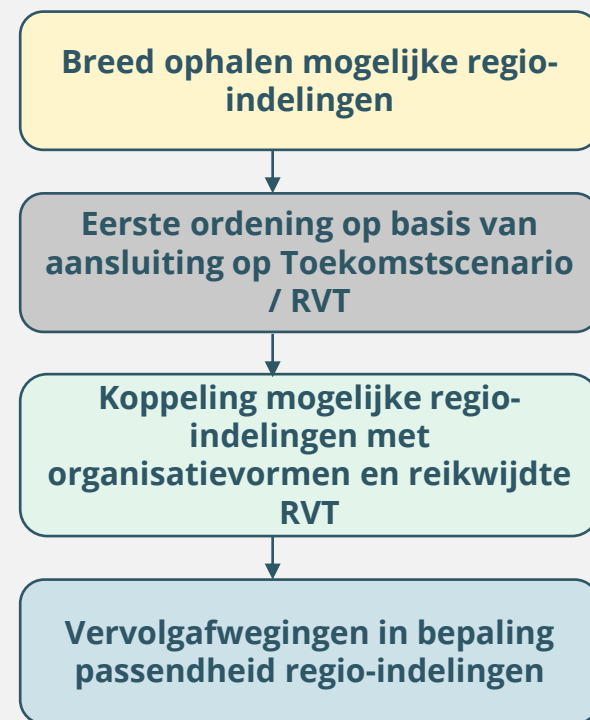 Breed ophalen mogelijke regio-
indelingen
Eerste ordening op basis van
aansluiting op Toekomstscenario
/ RVT
Koppeling mogelijke regio-
indelingen met
organisatievormen en reikwijdte
RVT
Vervolgafwegingen in bepaling
passendheid regio-indelingen